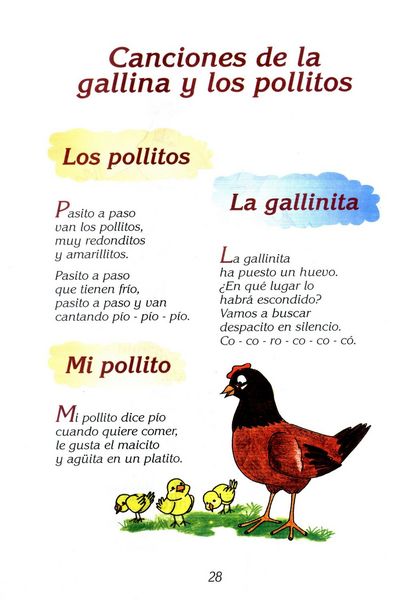 Canciones de la
gallina y los pollitos
Los pollitos
Pasito a paso
van los pollitos,
muy redonditos
y amarillitos.
Pasito a paso
que tienen frío,
pasito a paso y van
cantando pío - pío - pío.
La gallinita
La gallinita
ha puesto un huevo.
¿En qué lugar lo
habrá escondido?
Vamos a buscar
despacito en silencio.
Co - co - ro - co - co - có.
Mi pollito
Mi pollito dice pío
cuando quiere comer,
le gusta el maicito
y agüita en un platito.
28